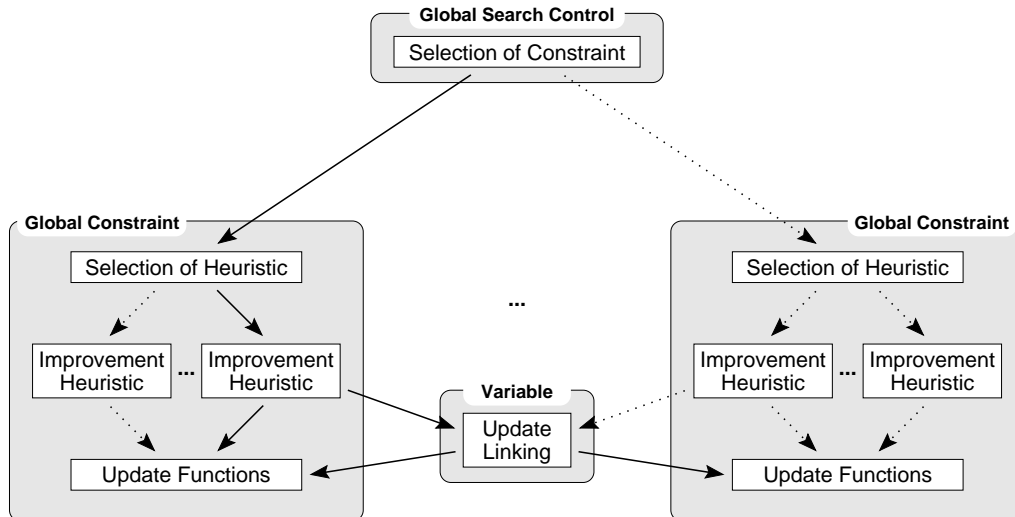 Global Search Control
Selection of Constraint
Global Constraint
Selection of Heuristic
Improvement
Heuristic
...
Improvement
Heuristic
Update Functions
...
Variable
Update
Linking
Global Constraint
Selection of Heuristic
Improvement
Heuristic
...
Improvement
Heuristic
Update Functions